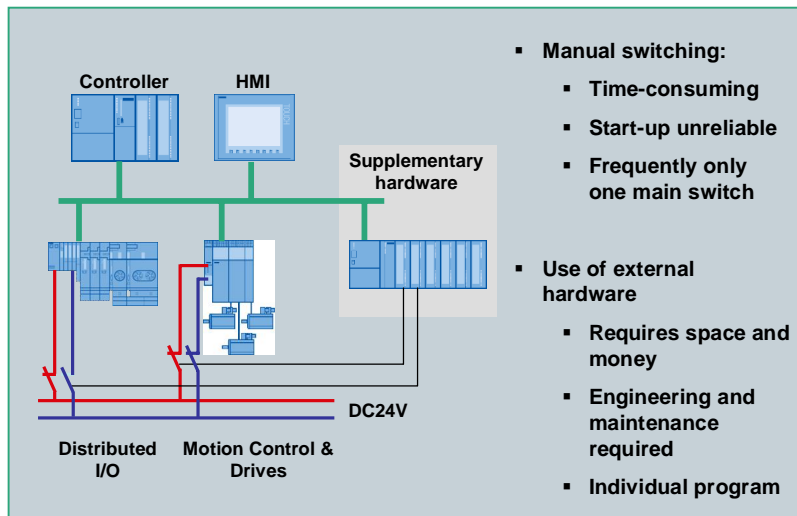 Controller
HMI
Supplementary
hardware
DC24V
Distributed
I/O
Motion Control &
Drives
▪ Manual switching:
▪ Time-consuming
▪ Start-up unreliable
▪ Frequently only
one main switch
▪ Use of external
hardware
▪ Requires space and
money
▪ Engineering and
maintenance
required
▪ Individual program